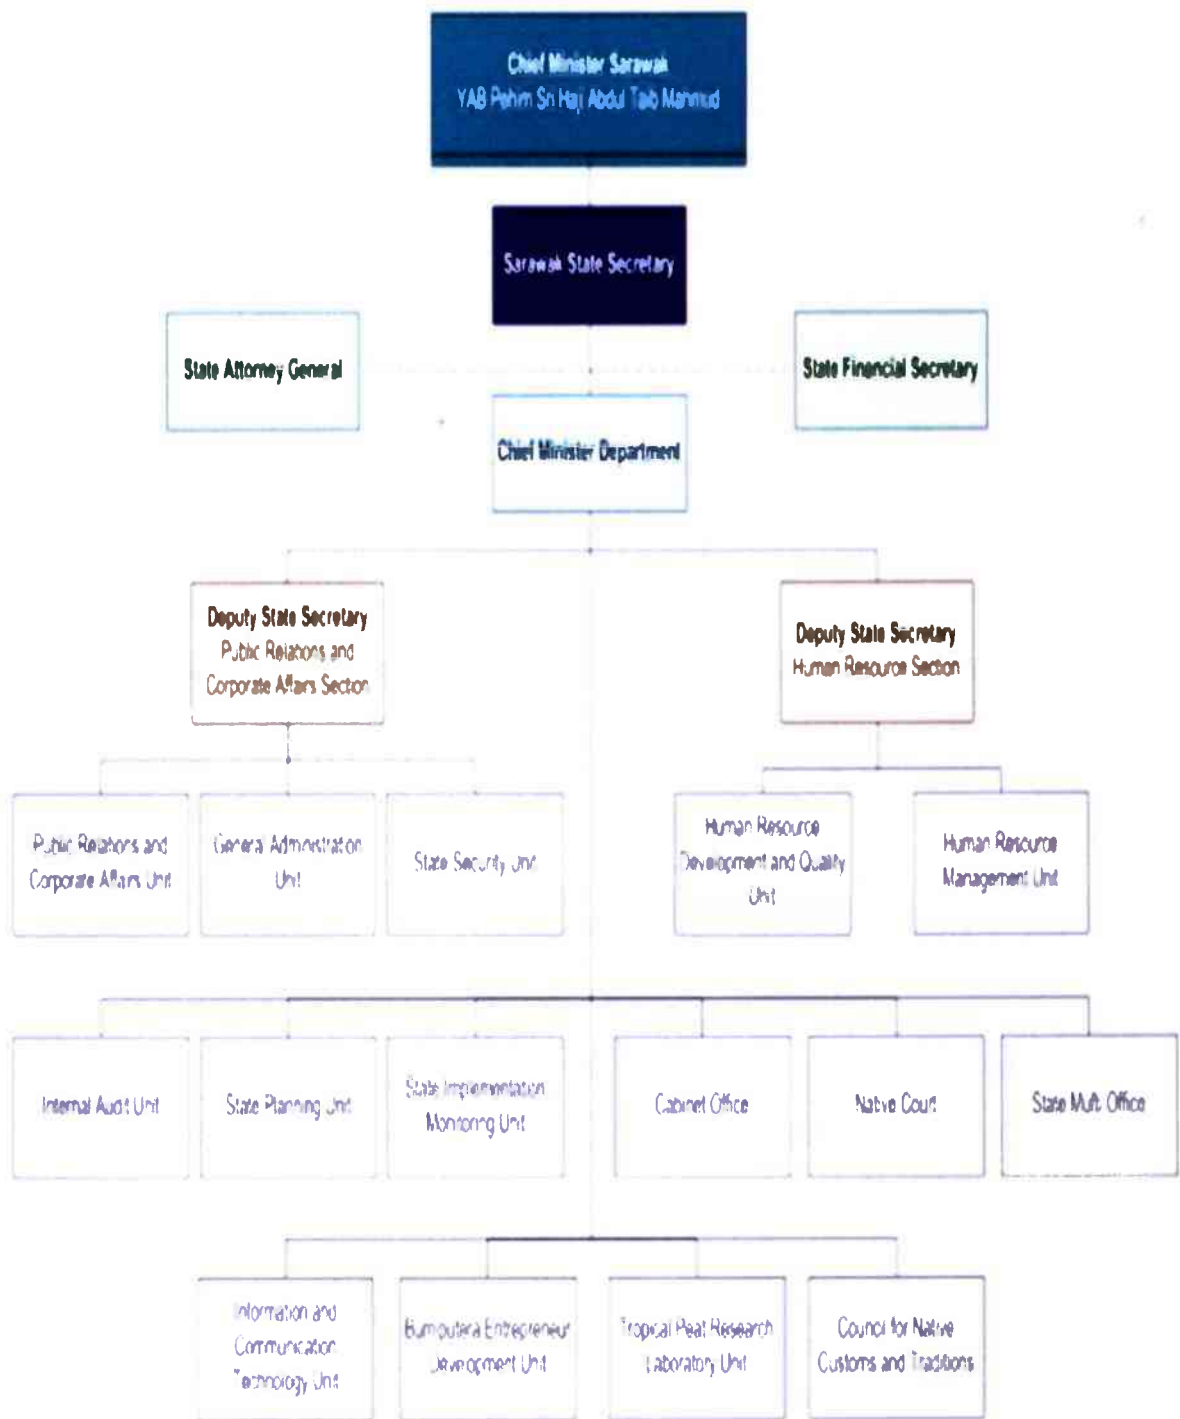 Chief Minister Sarawak
YAB Pehin Sri Haji Abdul Taib Mahmud
Sarawak State Secretary
State Attorney General
State Financial Secretary
Chief Minister Department
Deputy State Secretary
Public Relations and
Corporate Affairs Section
Deputy State Secretary
Human Resource Section
Public Relations and
Corporate Affairs Unit
General Administration
Unit
State Security Unit
Human Resource
Development and Quality
Unit
Human Resource
Management Unit
Internal Audit Unit
State Planning Unit
State Implementation
Monitoring Unit
Cabinet Office
Native Court
State Mufti Office
Information and
Communication
Technology Unit
Bumiputera Entrepreneur
Development Unit
Tropical Peat Research
Laboratory Unit
Council for Native
Customs and Traditions